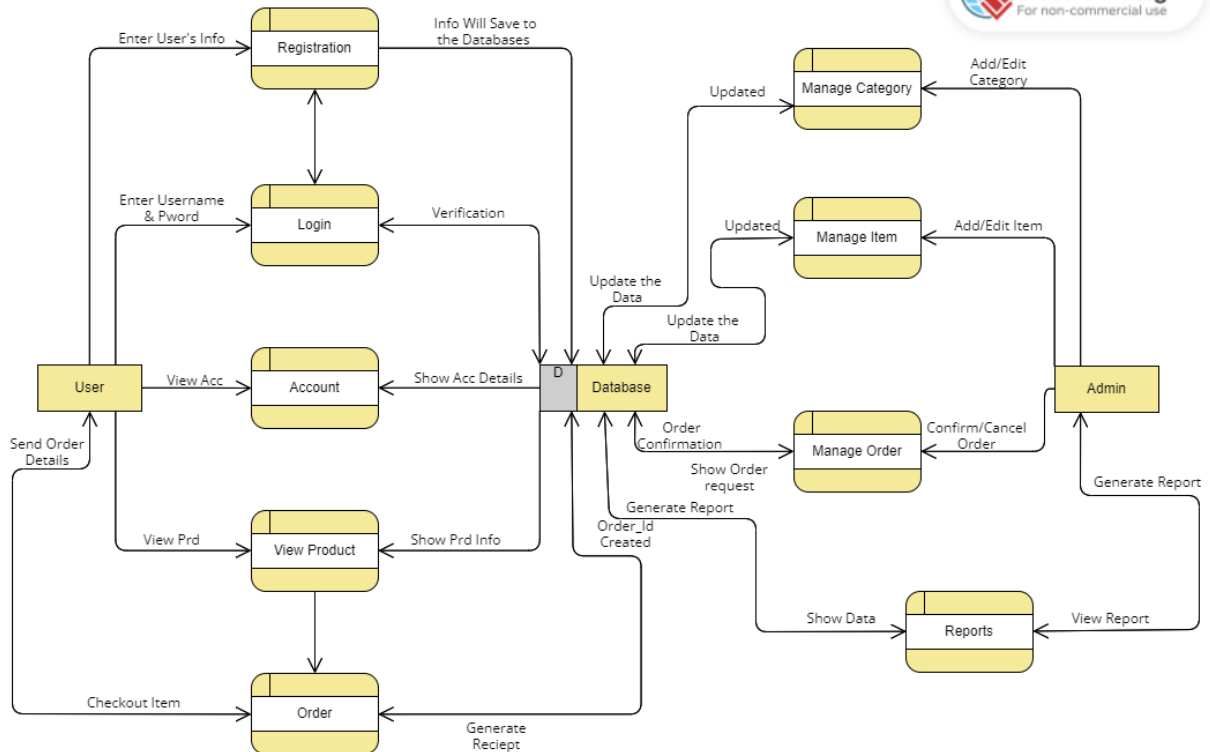 For non-commercial use
Enter User's Info
Registration
Info Will Save to
the Databases
Manage Category
Add/Edit
Category
Updated
Enter Username
& Pword
Login
Verification
Updated
Manage Item
Add/Edit Item
Update the
Data
Update the
Data
User
View Acc
Account
Show Acc Details
D
Database
Admin
Send Order
Details
Order
Confirmation
Manage Order
Confirm/Cancel
Order
Show Order
request
Generate Report
Generate Report
Order_Id
Created
View Prd
View Product
Show Prd Info
Show Data
Reports
View Report
Checkout Item
Order
Generate
Reciept